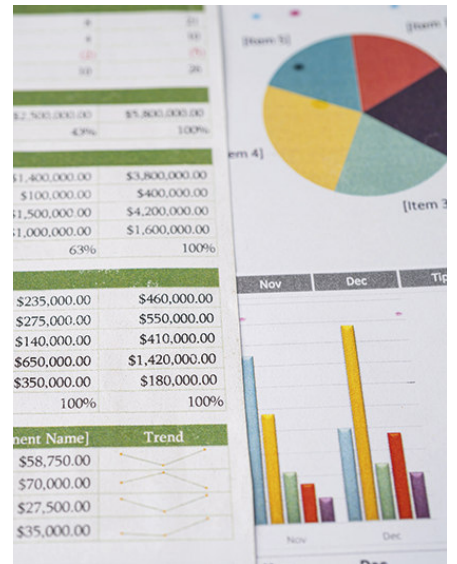 [Item 5]
$2,500,000.00 $5,800,000.00
43% 100%
$1,400,000.00 $3,800,000.00
$100,000.00 $400,000.00
$1,500,000.00 $4,200,000.00
$1,000,000.00 $1,600,000.00
63% 100%
$235,000.00 $460,000.00
$275,000.00 $550,000.00
$140,000.00 $410,000.00
$650,000.00 $1,420,000.00
$350,000.00 $180,000.00
100% 100%
ment Name] Trend
$58,750.00
$70,000.00
$27,500.00
$35,000.00
em 4]
[Item 3
Nov Dec Tip
Nov Dec
Dec